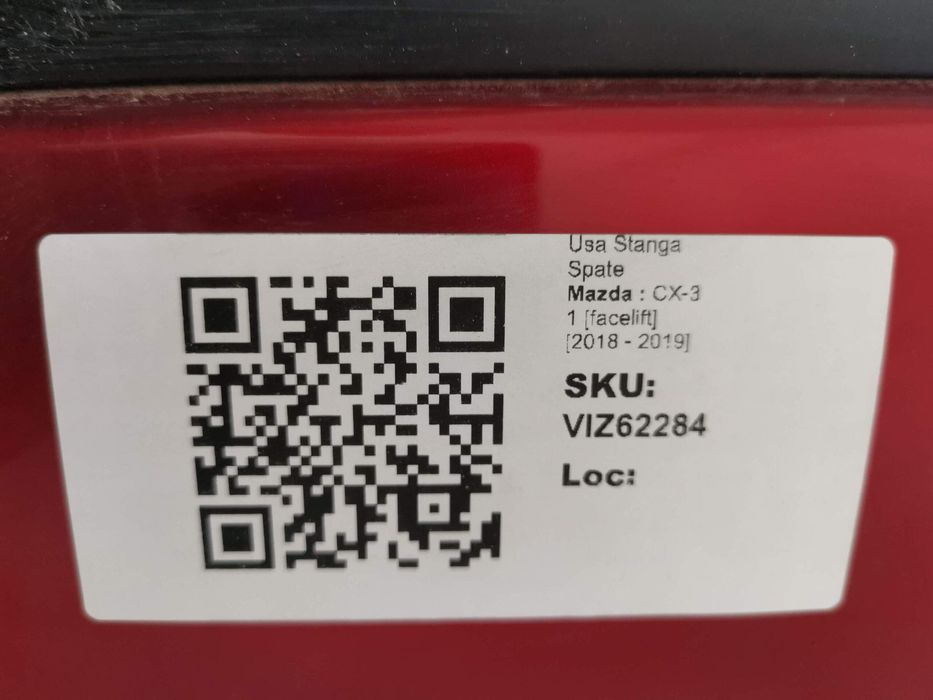 Usa Stanga
Spate
Mazda : CX-3
1 [facelift]
[2018 - 2019]
SKU:
VIZ62284
Loc: